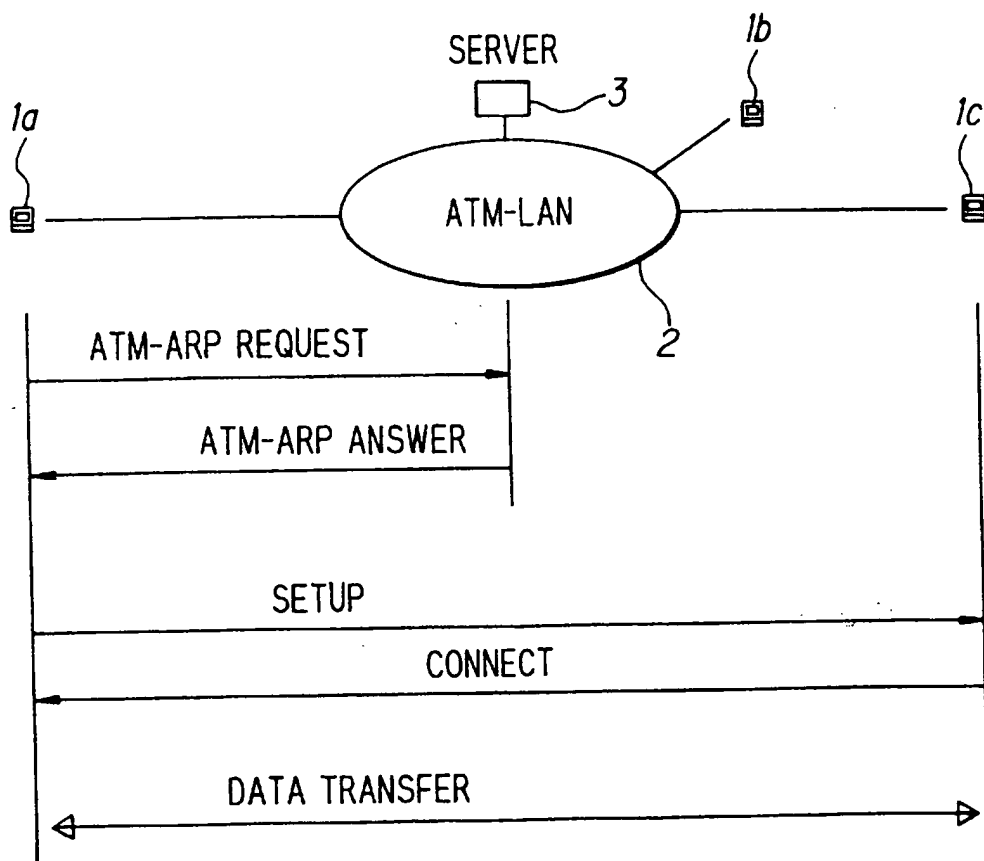 SERVER
1b
3
1a
1c
ATM-LAN
2
ATM-ARP REQUEST
ATM-ARP ANSWER
SETUP
CONNECT
DATA TRANSFER